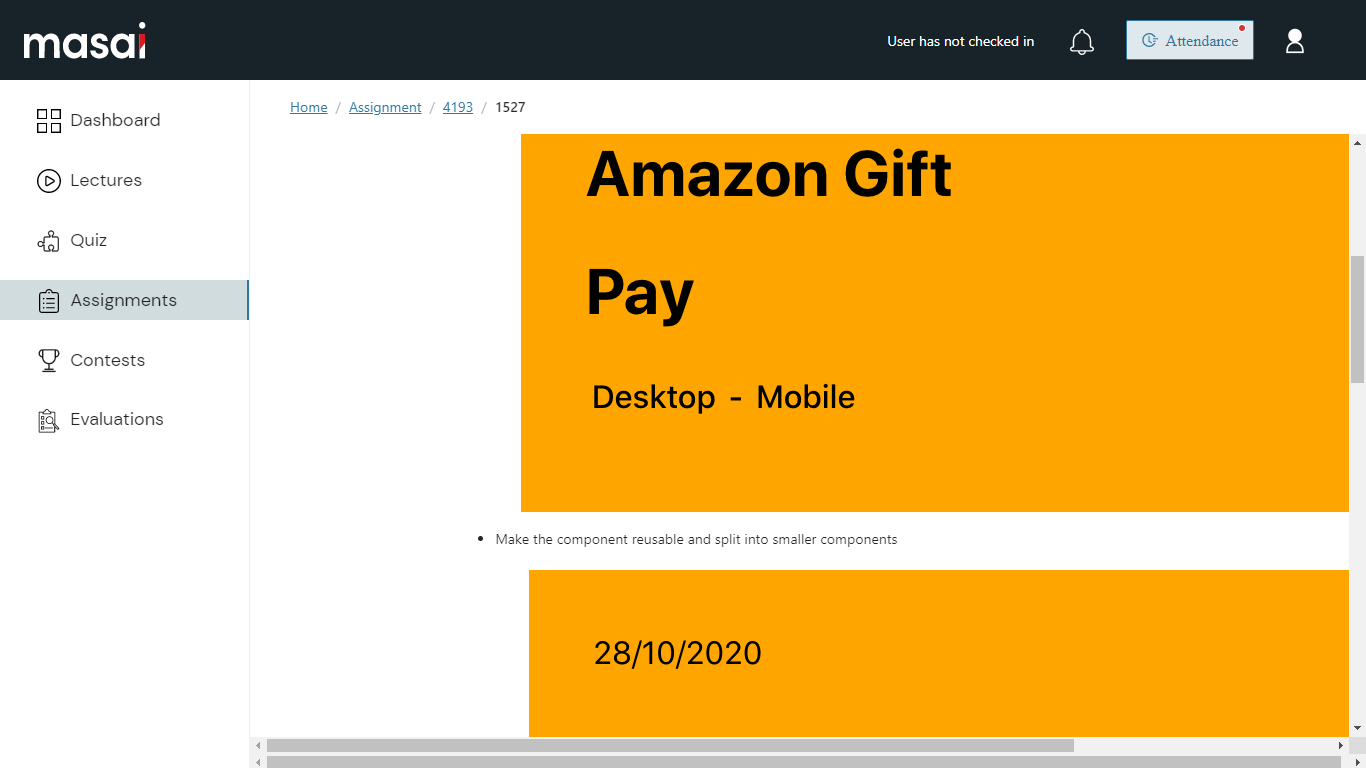 masai
User has not checked in
Attendance
Dashboard
Lectures
Quiz
Assignments
Contests
Evaluations
Home / Assignment / 4193 / 1527
Amazon Gift
Pay
Desktop - Mobile
• Make the component reusable and split into smaller components
28/10/2020